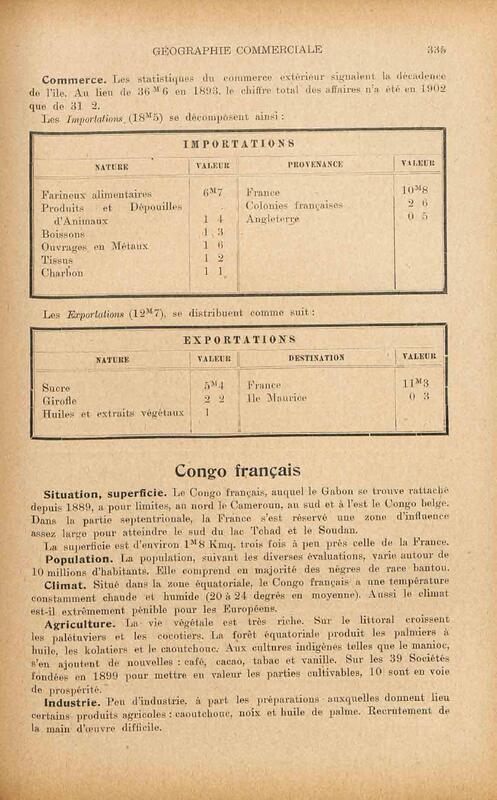 GÉOGRAPHIE COMMERCIALE 335
Commerce. Les statistiques du commerce extérieur signalent la décadence
de l'île. Au lieu de 36 M 6 en 1893, le chiffre total des affaires n'a été en 1902
que de 31 2.
Les Importations (18M5) se décomposent ainsi :
IMPORTATIONS
NATURE VALEUR PROVENANCE VALEUR
Farineux alimentaires 6M7 France 10M8
Produits et Dépouilles Colonies françaises 2 6
d'Animaux 1 4 Angleterre 0 5
Boissons 1 3
Ouvrages en Métaux 1 6
Tissus 1 2
Charbon 1 1
Les Exportations (12M7), se distribuent comme suit :
EXPORTATIONS
NATURE VALEUR DESTINATION VALEUR
Sucre 5M4 France 11M3
Girofle 2 2 Ile Maurice 0 3
Huiles et extraits végétaux 1
Congo français
Situation, superficie. Le Congo français, auquel le Gabon se trouve rattaché
depuis 1889, a pour limites, au nord le Cameroun, au sud et à l'est le Congo belge.
Dans la partie septentrionale, la France s'est réservé une zone d'influence
assez large pour atteindre le sud du lac Tchad et le Soudan.
La superficie est d'environ 1M8 Kmq, trois fois à peu près celle de la France.
Population. La population, suivant les diverses évaluations, varie autour de
10 millions d'habitants. Elle comprend en majorité des nègres de race bantou.
Climat. Situé dans la zone équatoriale, le Congo français a une température
constamment chaude et humide (20 à 24 degrés en moyenne). Aussi le climat
est-il extrêmement pénible pour les Européens.
Agriculture. La vie végétale est très riche. Sur le littoral croissent
les palétuviers et les cocotiers. La forêt équatoriale produit les palmiers à
huile, les kolatiers et le caoutchouc. Aux cultures indigènes telles que le manioc,
s'en ajoutent de nouvelles : café, cacao, tabac et vanille. Sur les 39 Sociétés
fondées en 1899 pour mettre en valeur les parties cultivables, 10 sont en voie
de prospérité.
Industrie. Peu d'industrie, à part les préparations auxquelles donnent lieu
certains produits agricoles : caoutchouc, noix et huile de palme. Recrutement de
la main d'œuvre difficile.